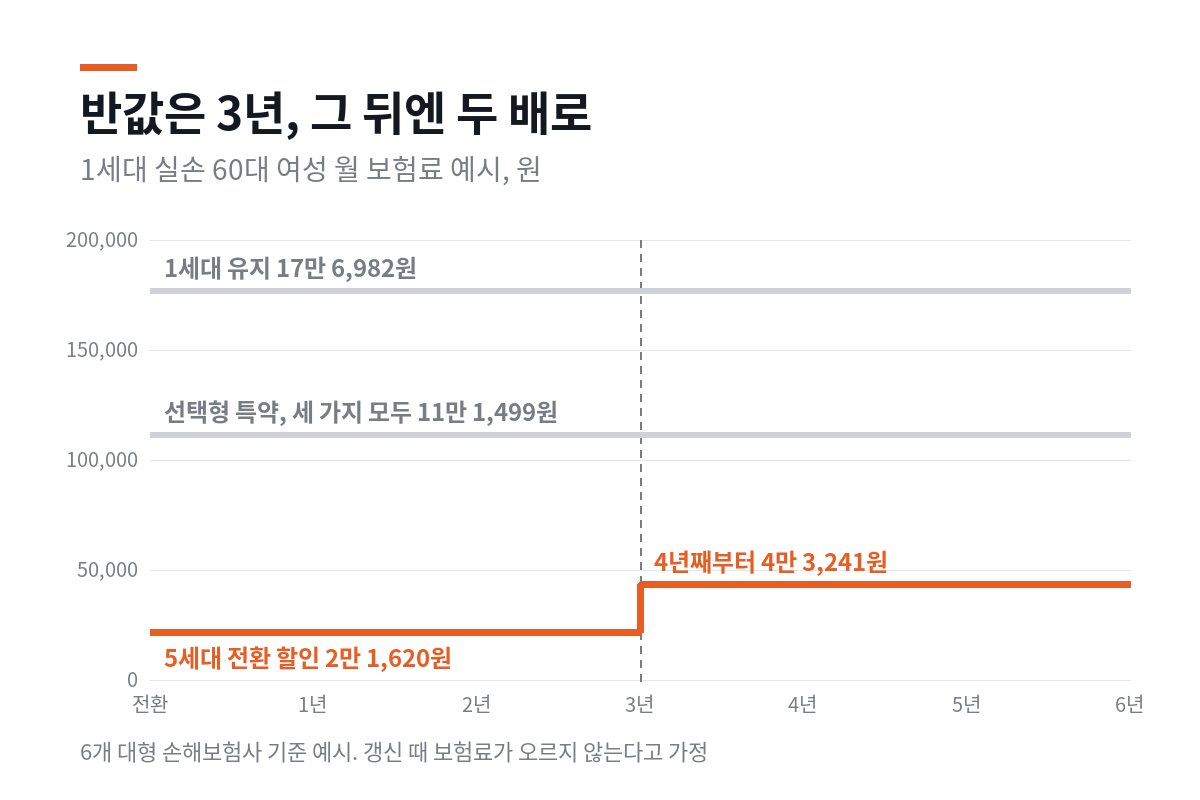 반값은 3년, 그 뒤엔 두 배로
1세대 실손 60대 여성 월 보험료 예시, 원
200,000
1세대 유지 17만 6,982원
150,000
선택형 특약, 세 가지 모두 11만 1,499원
100,000
4년째부터 4만 3,241원
50,000
5세대 전환 할인 2만 1,620원
0
전환 1년 2년 3년 4년 5년 6년
6개 대형 손해보험사 기준 예시. 갱신 때 보험료가 오르지 않는다고 가정